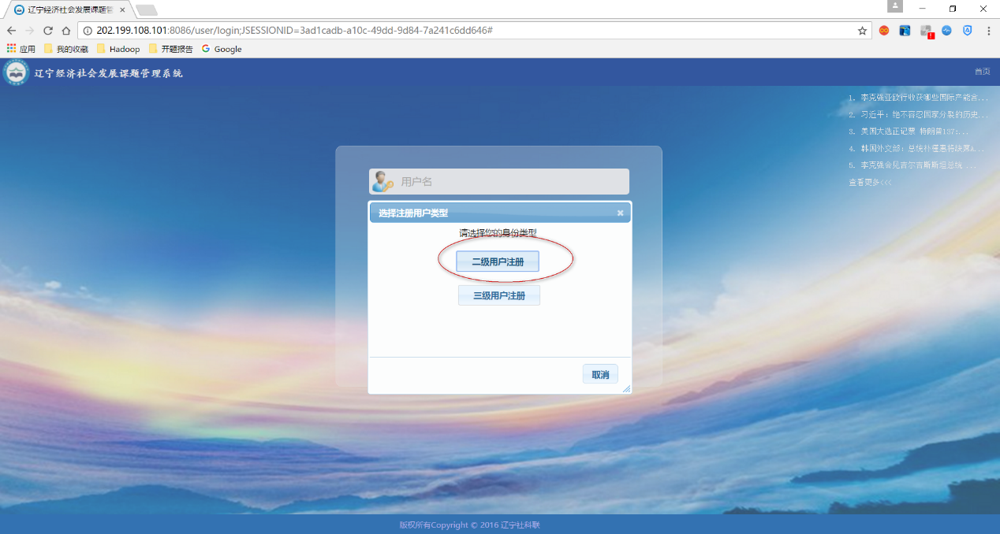 辽宁经济社会发展课题管
202.199.108.101:8086/user/login;JSESSIONID=3ad1cadb-a10c-49dd-9d84-7a241c6dd646#
应用 我的收藏 Hadoop 开题报告 Google
辽宁经济社会发展课题管理系统
首页
1. 李克强亚欧行收获哪些国际产能合...
2. 习近平：绝不容忍国家分裂的历史...
3. 美国大选正记票 特朗普137:...
4. 韩国外交部：总统朴槿惠将缺席A...
5. 李克强会见吉尔吉斯斯坦总统 ...
查看更多<<<
用户名
选择注册用户类型
请选择您的身份类型
二级用户注册
三级用户注册
取消
版权所有Copyright © 2016 辽宁社科联